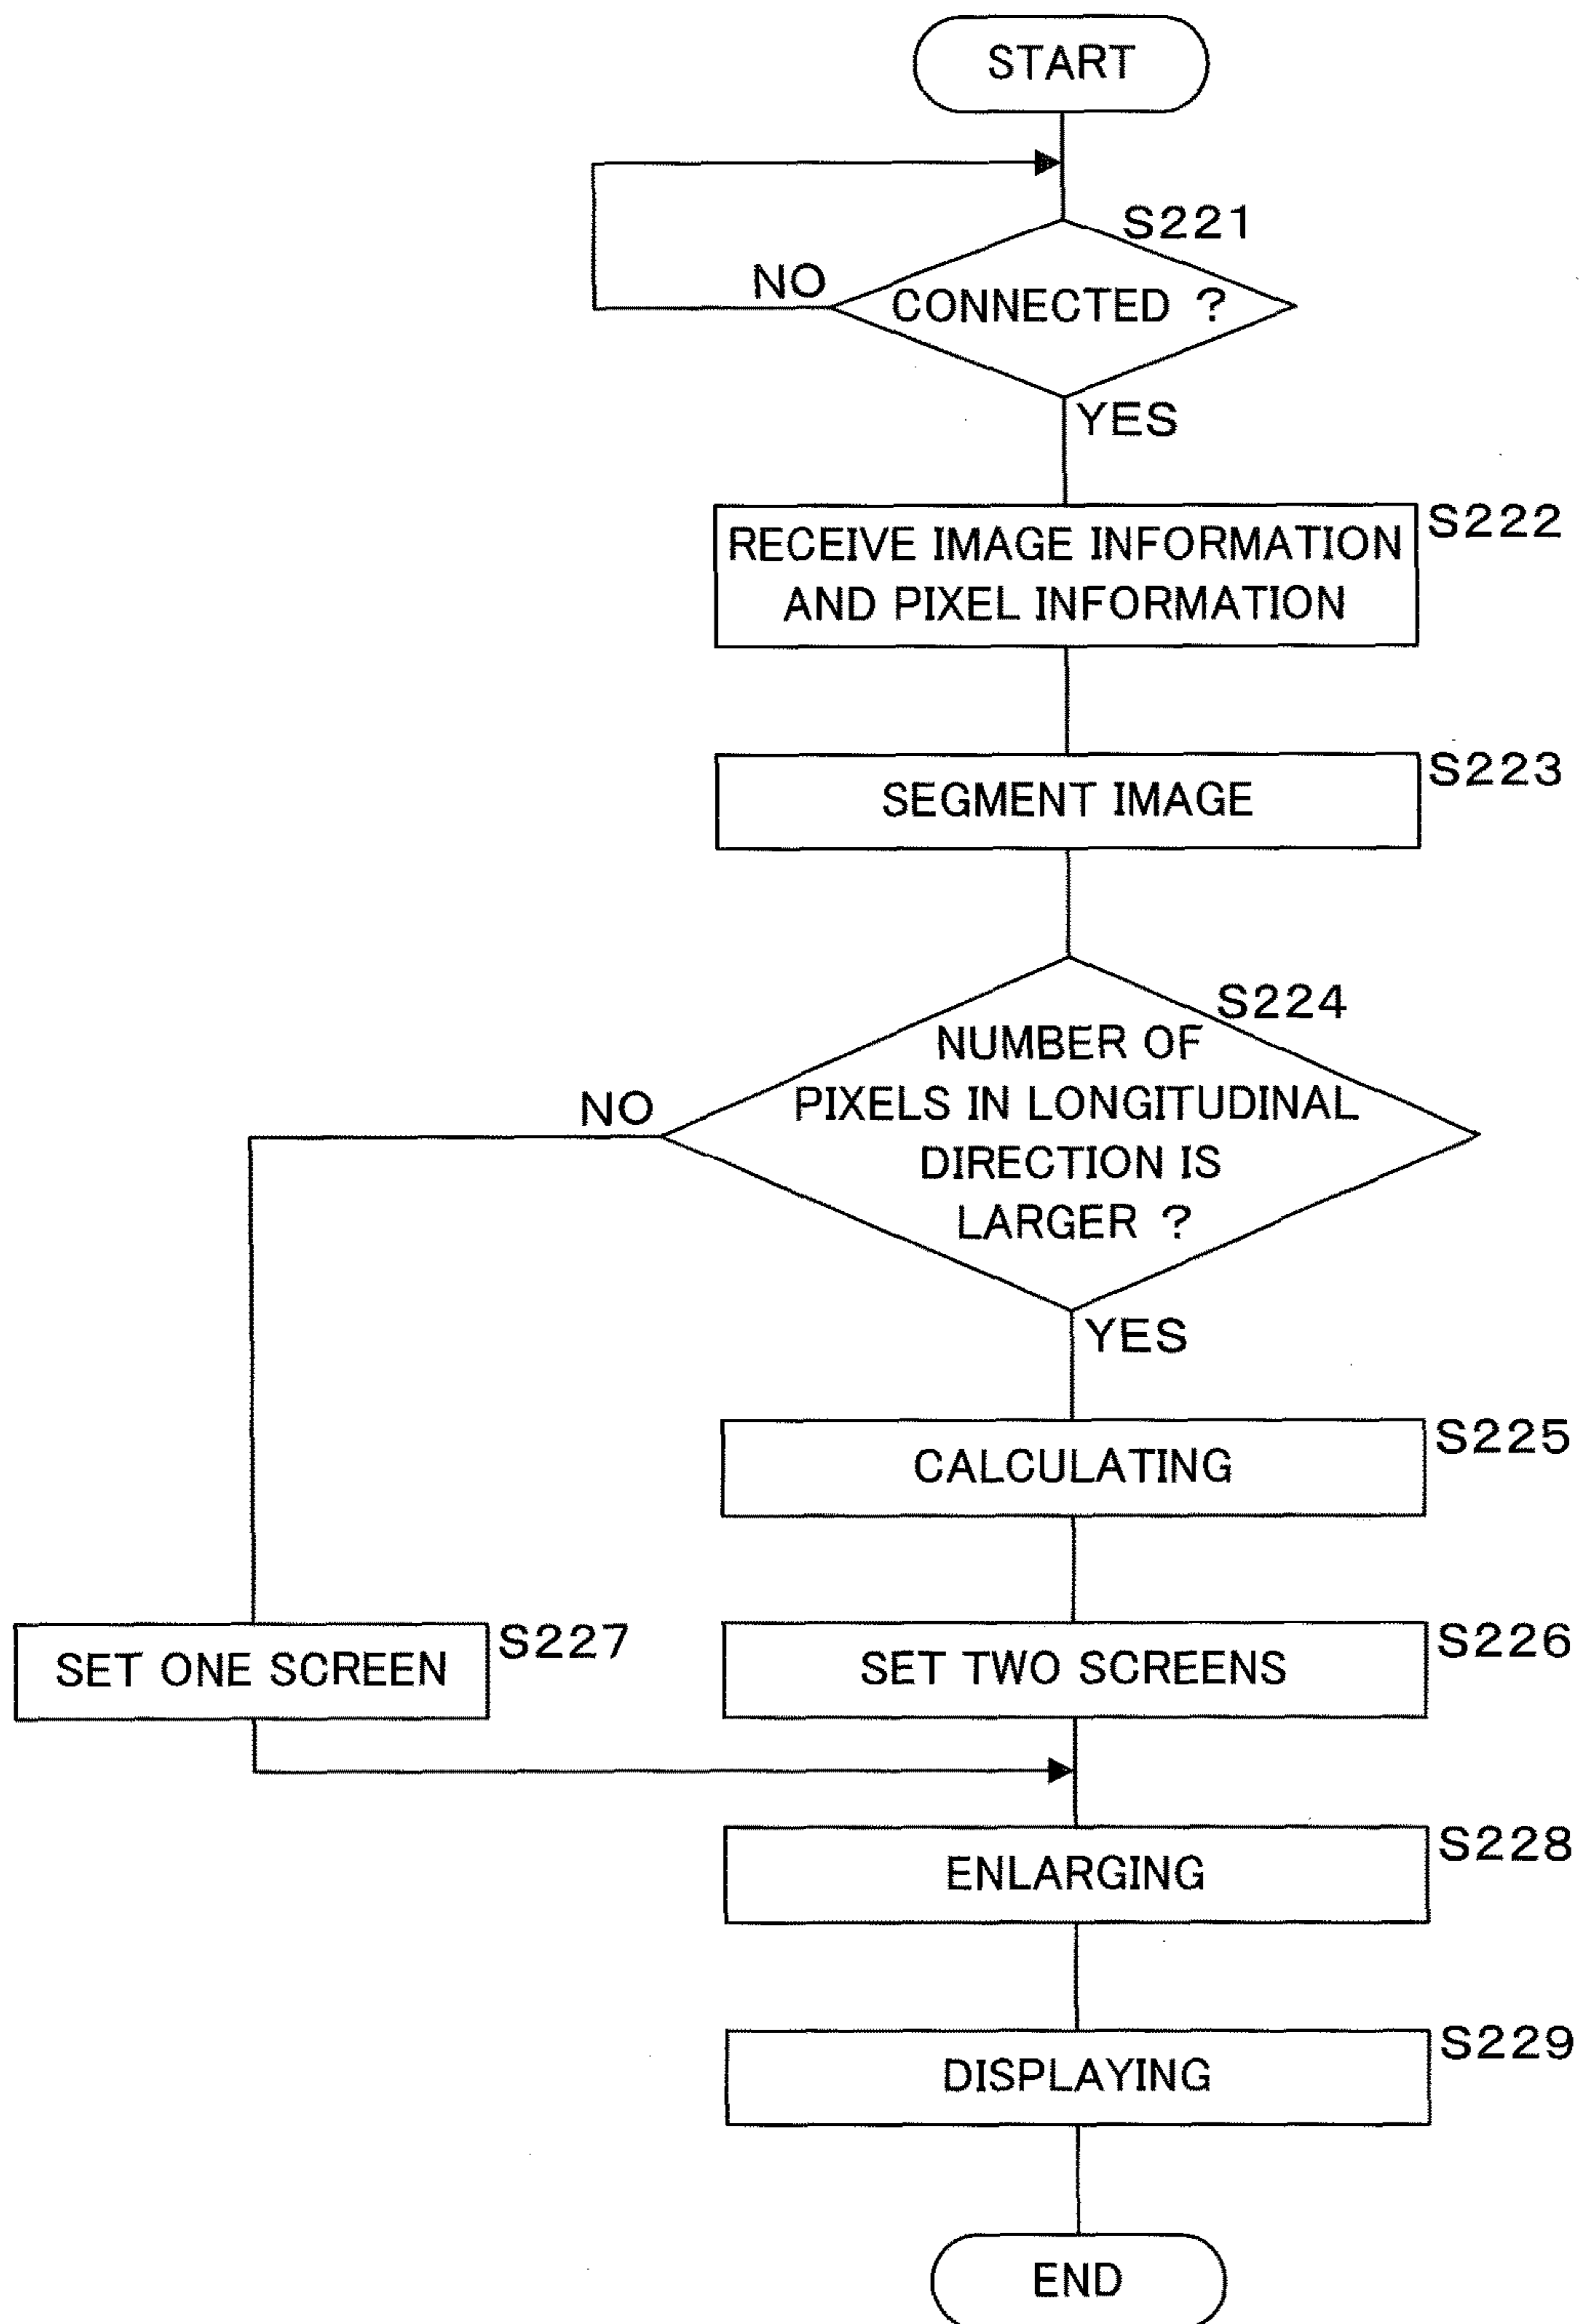 START
S221
NO
CONNECTED ?
YES
S222
RECEIVE IMAGE INFORMATION
AND PIXEL INFORMATION
S223
SEGMENT IMAGE
S224
NUMBER OF
PIXELS IN LONGITUDINAL
DIRECTION IS
LARGER ?
NO
YES
S225
CALCULATING
S227
SET ONE SCREEN
S226
SET TWO SCREENS
S228
ENLARGING
S229
DISPLAYING
END